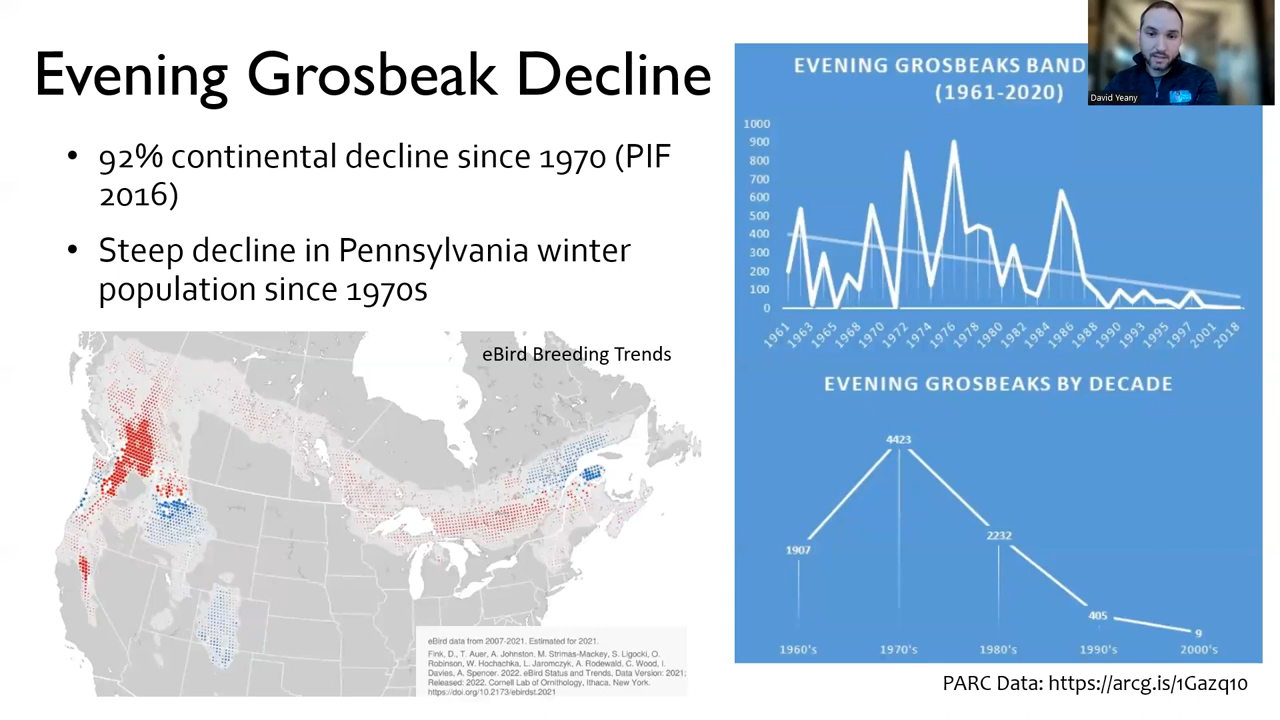 Evening Grosbeak Decline
• 92% continental decline since 1970 (PIF
2016)
• Steep decline in Pennsylvania winter
population since 1970s
eBird Breeding Trends
eBird data from 2007-2021. Estimated for 2021.
Fink, D., T. Auer, A. Johnston. M. Strimas-Mackey, S. Ligocki, O.
Robinson, W. Hochachka, L. Jaromczyk, A. Rodewald, C. Wood, I.
Davies, A. Spencer. 2022. eBird Status and Trends, Data Version: 2021;
Released: 2022. Cornell Lab of Ornithology, Ithaca, New York.
https://doi.org/10.2173/ebirdst.2021
EVENING GROSBEAKS BAND
(1961-2020)
David Yeany
1000
900
800
700
600
500
400
300
200
100
0
1961 1963 1965 1968 1970 1972 1974 1976 1978 1980 1982 1984 1986 1988 1990 1993 1995 1997 2001 2018
EVENING GROSBEAKS BY DECADE
4423
1907
2232
405
9
1960's 1970's 1980's 1990's 2000's
PARC Data: https://arcg.is/1Gazq10